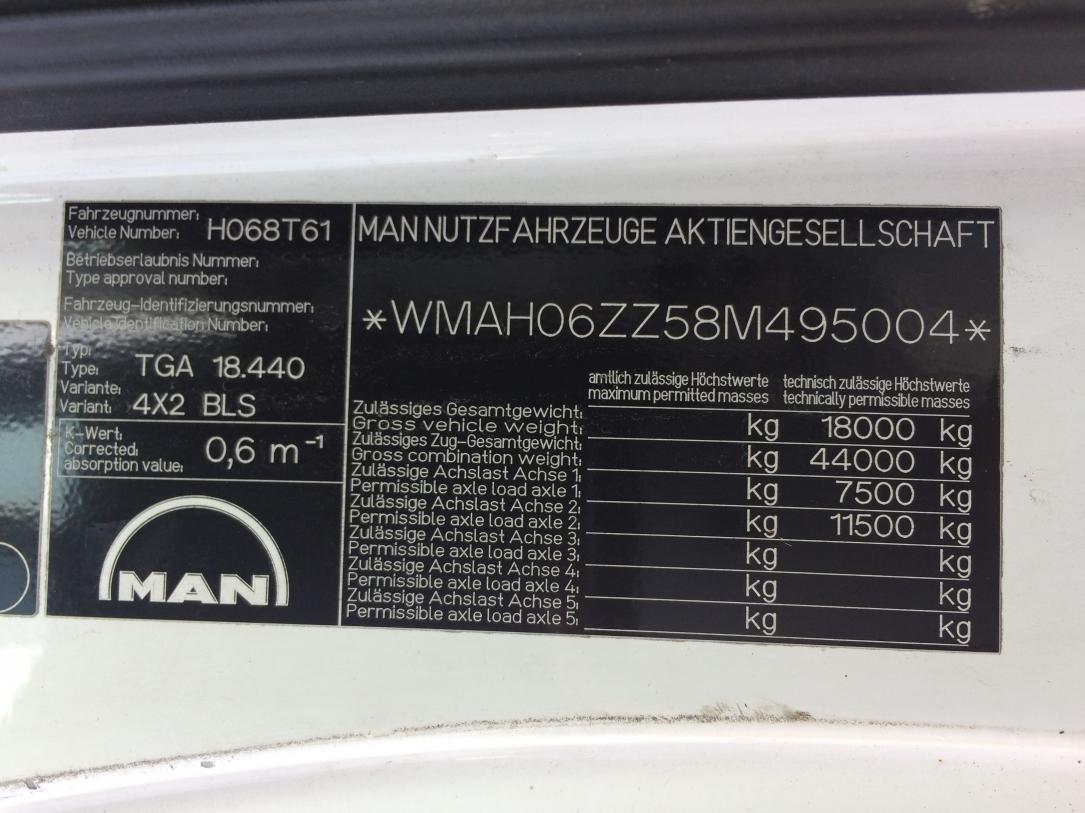 Fahrzeugnummer:
Vehicle Number: H068T61
Betriebserlaubnis Nummer:
Type approval number:
Fahrzeug-Identifizierungsnummer:
Vehicle Identification Number:
Typ:
Type: TGA 18.440
Variante:
Variant: 4X2 BLS
K-Wert:
Corrected:
absorption value: 0,6 m⁻¹
MAN
MAN NUTZFAHRZEUGE AKTIENGESELLSCHAFT
*WMAH06ZZ58M495004*
amtlich zulässige Höchstwerte technisch zulässige Höchstwerte
maximum permitted masses technically permissible masses
Zulässiges Gesamtgewicht:
Gross vehicle weight: kg 18000 kg
Zulässiges Zug-Gesamtgewicht:
Gross combination weight: kg 44000 kg
Zulässige Achslast Achse 1:
Permissible axle load axle 1: kg 7500 kg
Zulässige Achslast Achse 2:
Permissible axle load axle 2: kg 11500 kg
Zulässige Achslast Achse 3:
Permissible axle load axle 3: kg kg
Zulässige Achslast Achse 4:
Permissible axle load axle 4: kg kg
Zulässige Achslast Achse 5:
Permissible axle load axle 5: kg kg